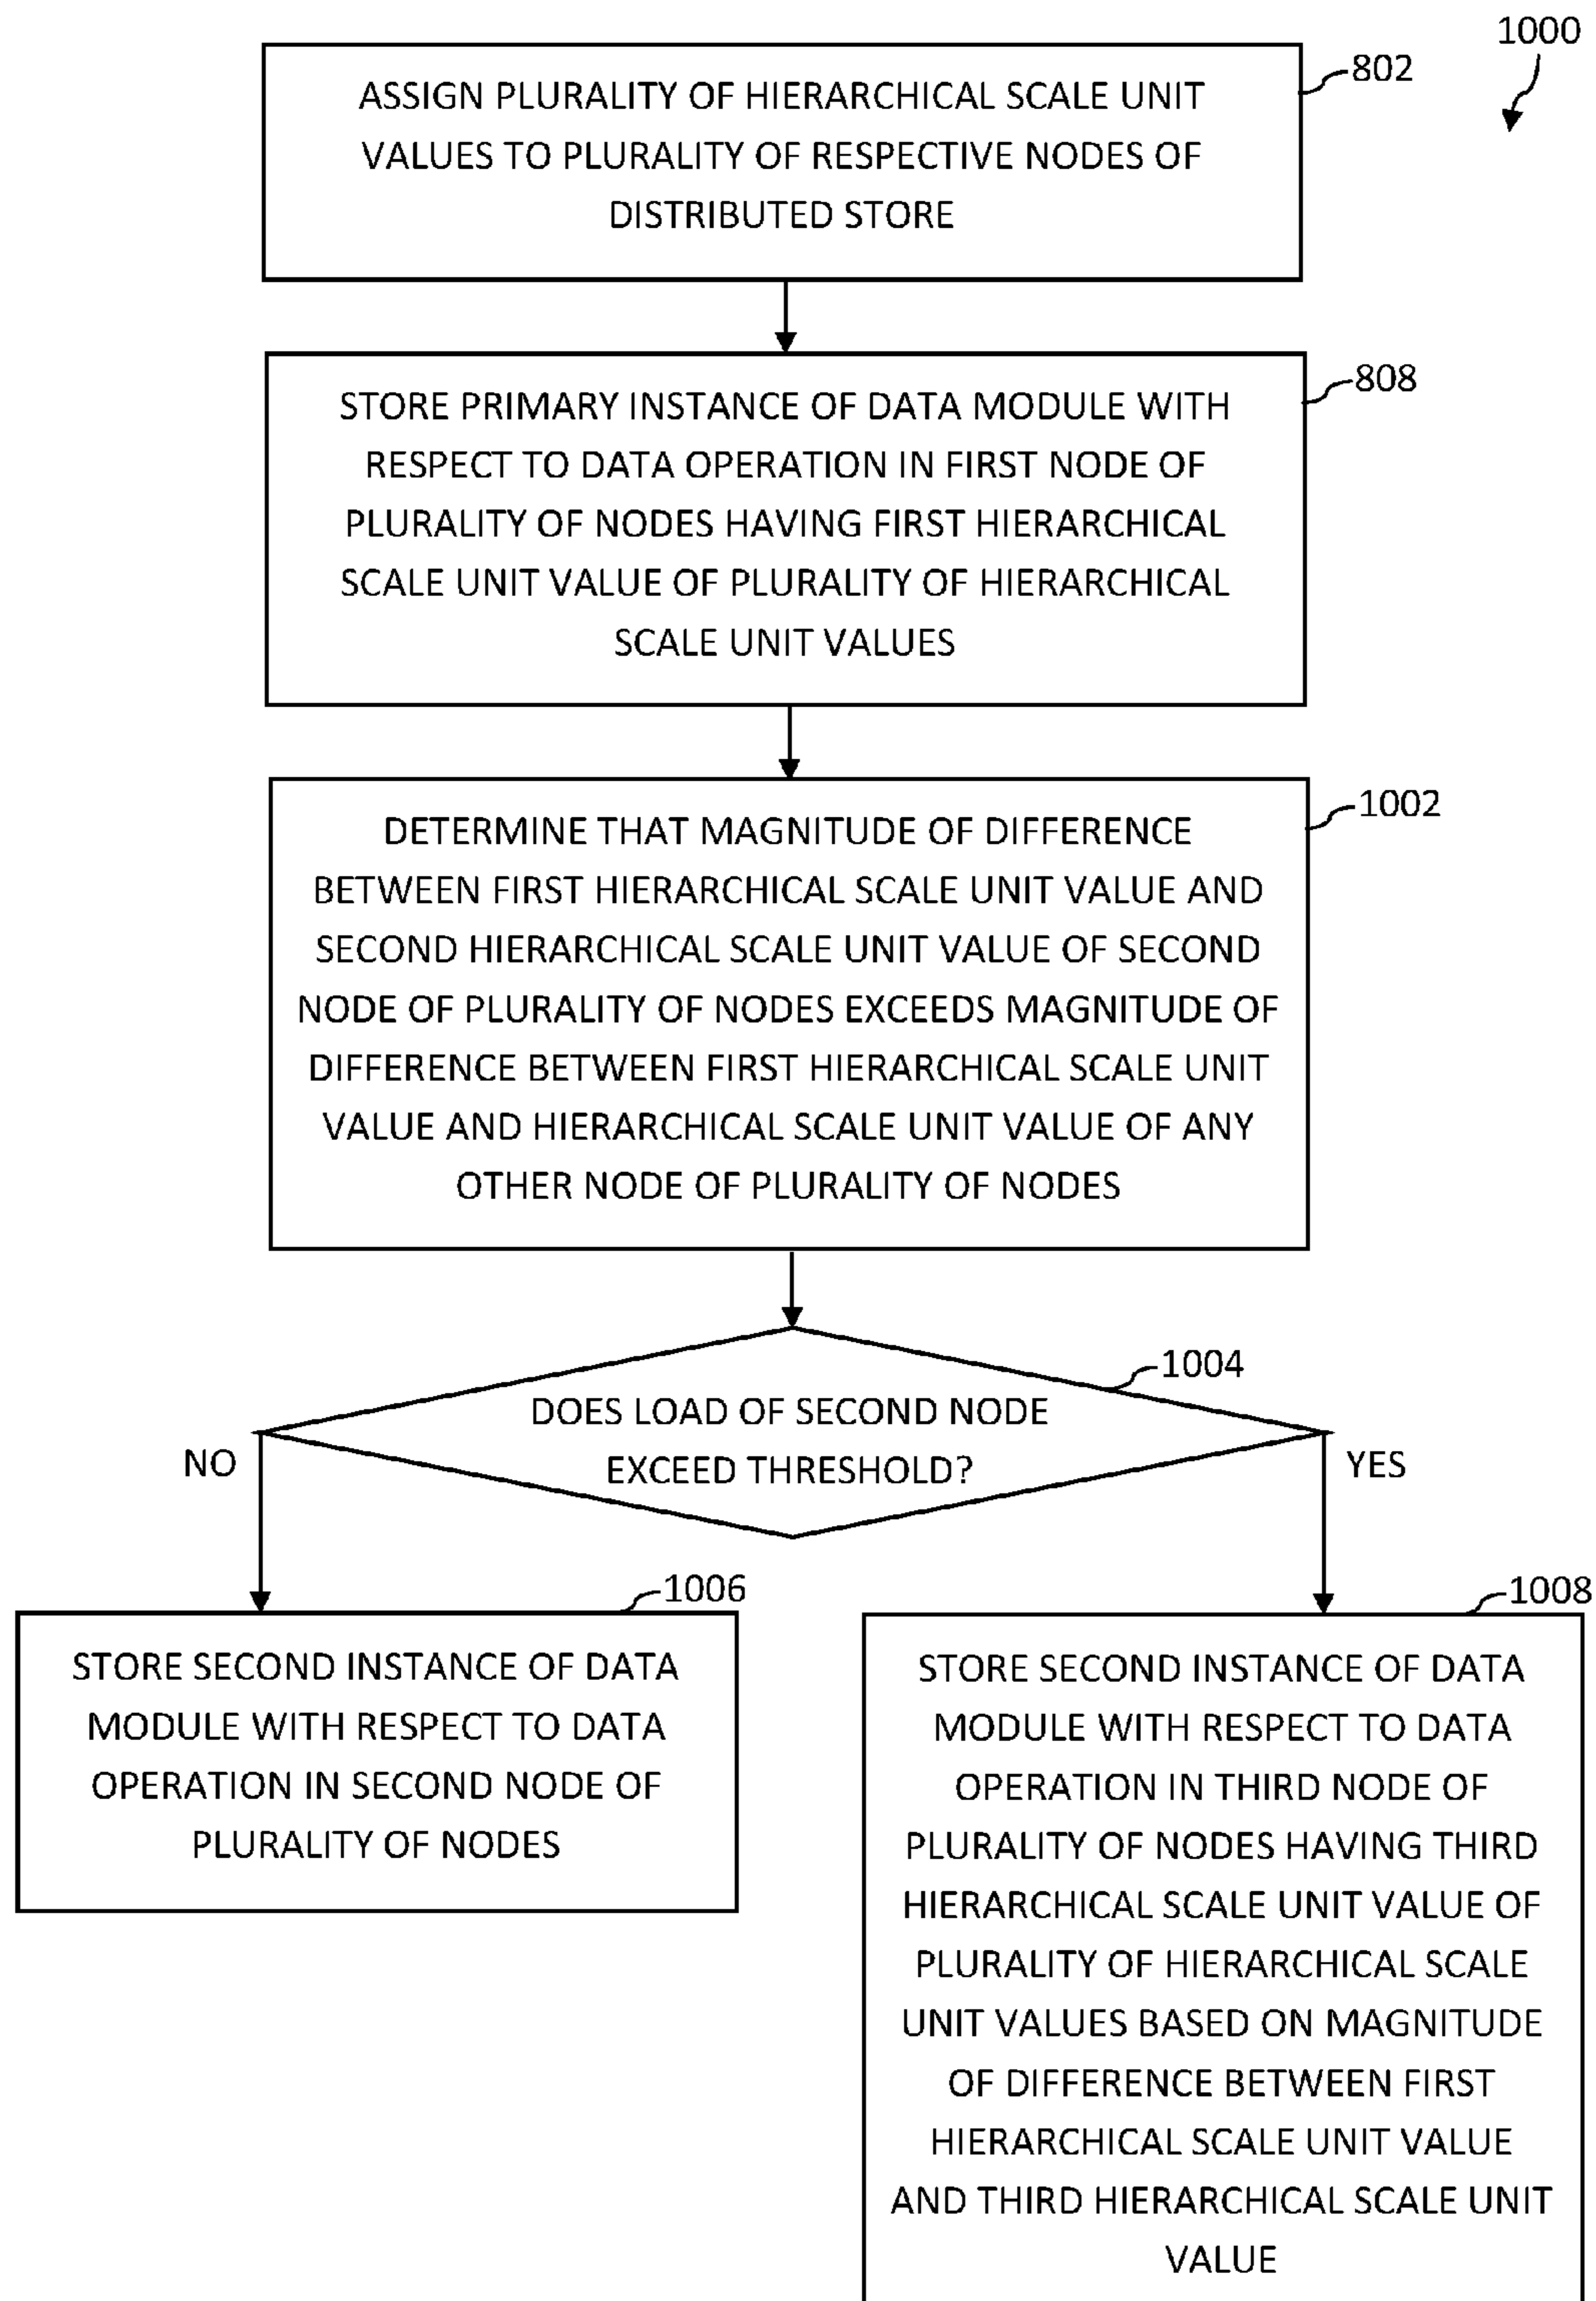 1000
802
ASSIGN PLURALITY OF HIERARCHICAL SCALE UNIT
VALUES TO PLURALITY OF RESPECTIVE NODES OF
DISTRIBUTED STORE
808
STORE PRIMARY INSTANCE OF DATA MODULE WITH
RESPECT TO DATA OPERATION IN FIRST NODE OF
PLURALITY OF NODES HAVING FIRST HIERARCHICAL
SCALE UNIT VALUE OF PLURALITY OF HIERARCHICAL
SCALE UNIT VALUES
1002
DETERMINE THAT MAGNITUDE OF DIFFERENCE
BETWEEN FIRST HIERARCHICAL SCALE UNIT VALUE AND
SECOND HIERARCHICAL SCALE UNIT VALUE OF SECOND
NODE OF PLURALITY OF NODES EXCEEDS MAGNITUDE OF
DIFFERENCE BETWEEN FIRST HIERARCHICAL SCALE UNIT
VALUE AND HIERARCHICAL SCALE UNIT VALUE OF ANY
OTHER NODE OF PLURALITY OF NODES
1004
DOES LOAD OF SECOND NODE
EXCEED THRESHOLD?
NO
YES
1006
STORE SECOND INSTANCE OF DATA
MODULE WITH RESPECT TO DATA
OPERATION IN SECOND NODE OF
PLURALITY OF NODES
1008
STORE SECOND INSTANCE OF DATA
MODULE WITH RESPECT TO DATA
OPERATION IN THIRD NODE OF
PLURALITY OF NODES HAVING THIRD
HIERARCHICAL SCALE UNIT VALUE OF
PLURALITY OF HIERARCHICAL SCALE
UNIT VALUES BASED ON MAGNITUDE
OF DIFFERENCE BETWEEN FIRST
HIERARCHICAL SCALE UNIT VALUE
AND THIRD HIERARCHICAL SCALE UNIT
VALUE